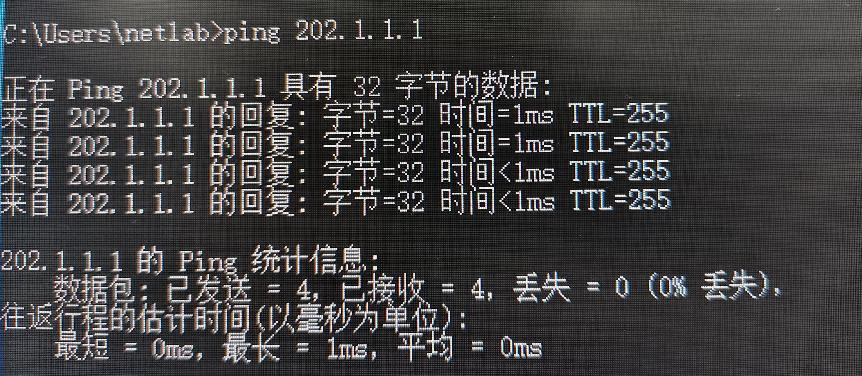 C:\Users\netlab>ping 202.1.1.1
正在 Ping 202.1.1.1 具有 32 字节的数据:
来自 202.1.1.1 的回复: 字节=32 时间=1ms TTL=255
来自 202.1.1.1 的回复: 字节=32 时间=1ms TTL=255
来自 202.1.1.1 的回复: 字节=32 时间<1ms TTL=255
来自 202.1.1.1 的回复: 字节=32 时间<1ms TTL=255
202.1.1.1 的 Ping 统计信息:
数据包: 已发送 = 4, 已接收 = 4, 丢失 = 0 (0% 丢失),
往返行程的估计时间(以毫秒为单位):
最短 = 0ms, 最长 = 1ms, 平均 = 0ms